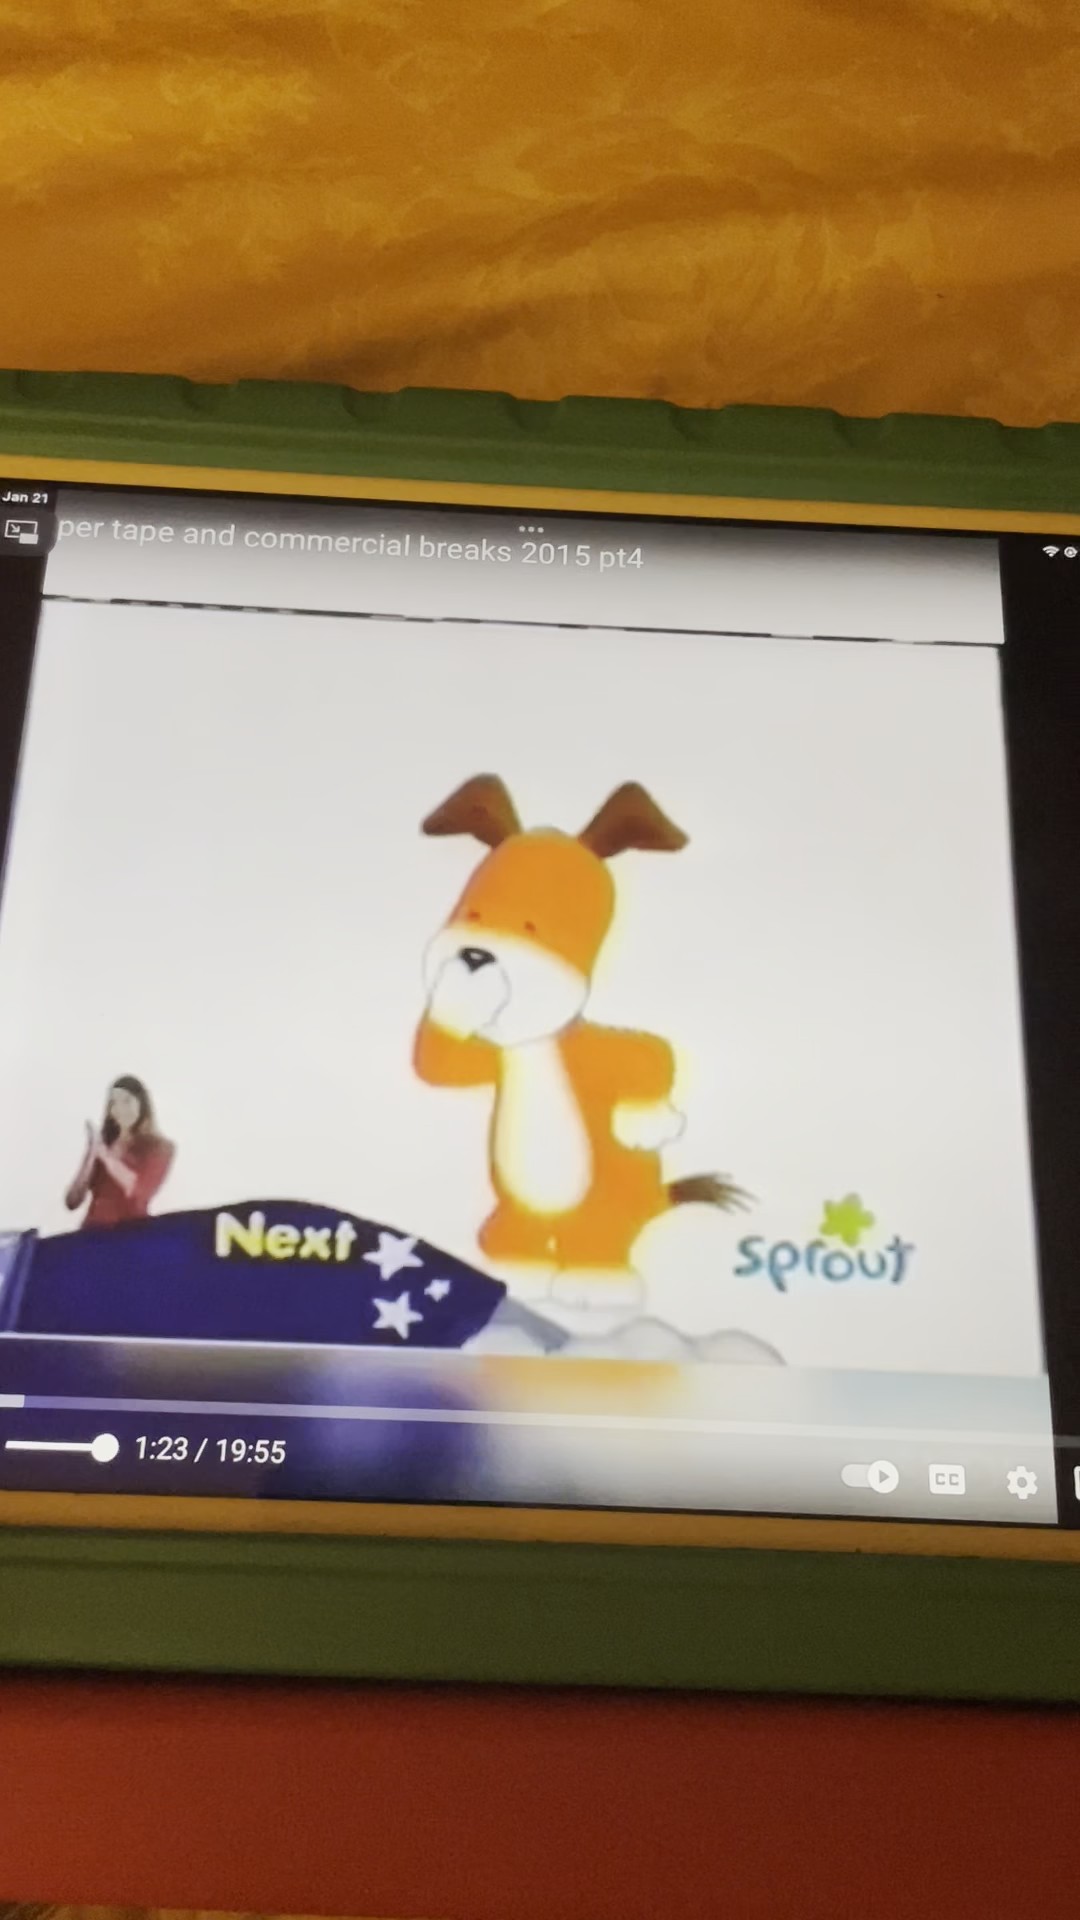 Jan 21
per tape and commercial breaks 2015 pt4
Next
sprout
1:23 / 19:55
CC